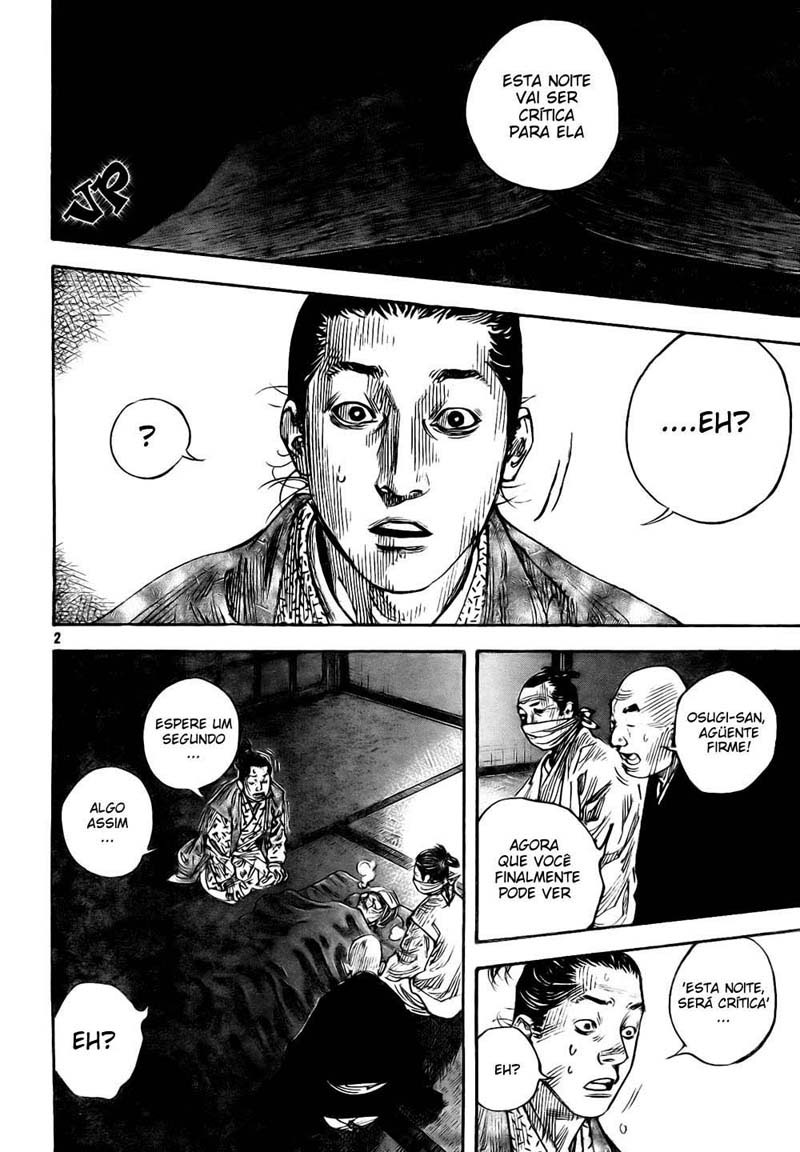 ESTA NOITE
VAI SER
CRÍTICA
PARA ELA
VP
....EH?
?
2
OSUGI-SAN,
AGÜENTE
FIRME!
AGORA
QUE VOCÊ
FINALMENTE
PODE VER
'ESTA NOITE,
SERÁ CRÍTICA'
...
EH?
ESPERE UM
SEGUNDO
...
ALGO
ASSIM
...
EH?